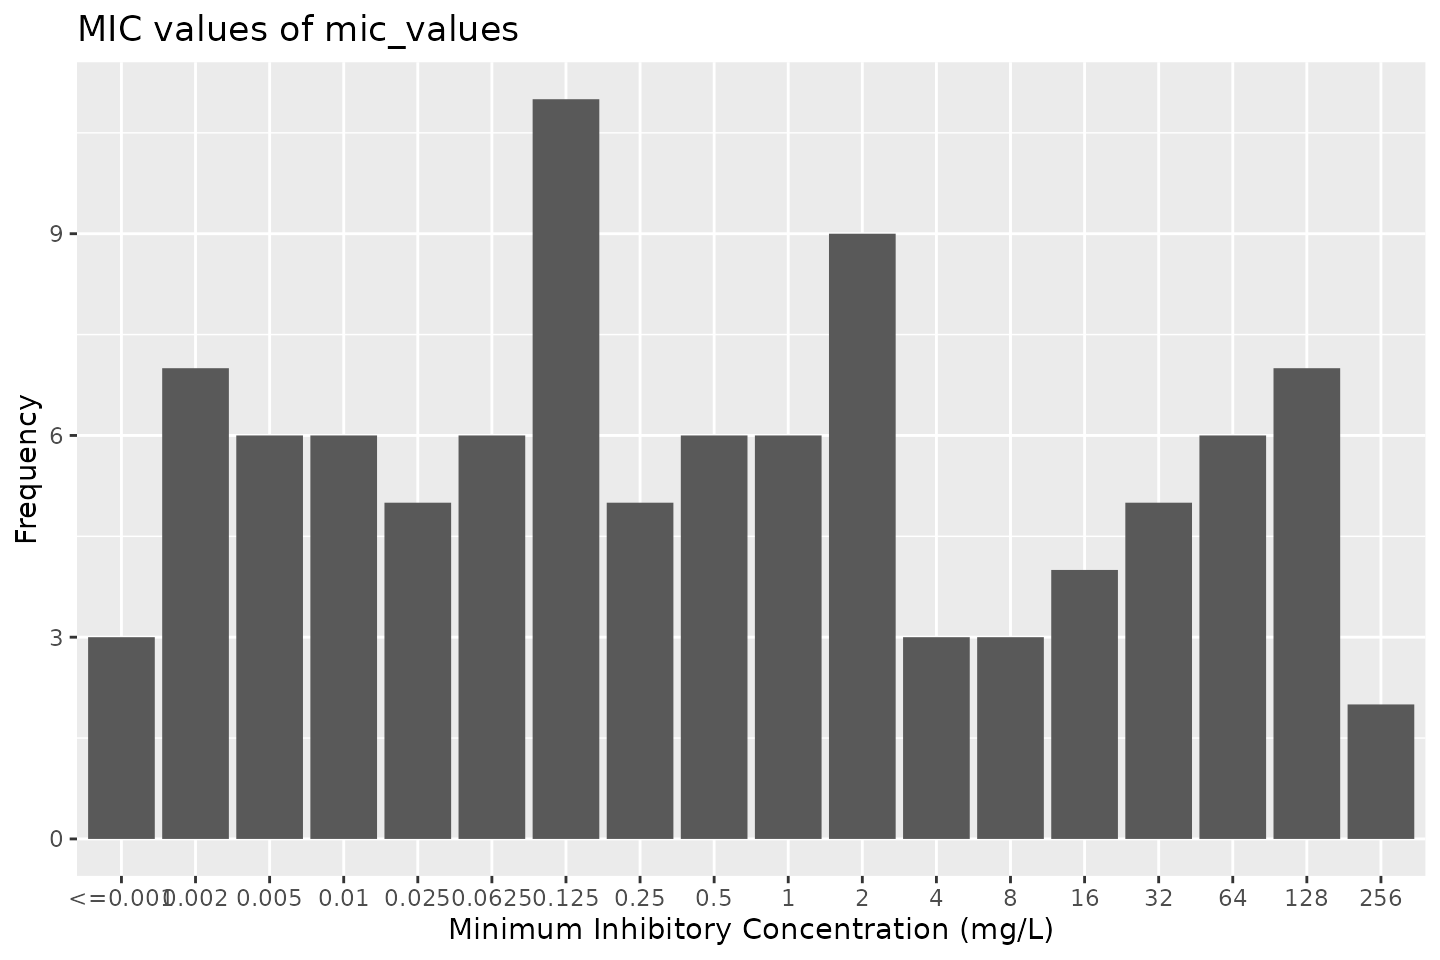 MIC values of mic_values
Frequency
9
6
3
0
<=0.001 0.002 0.005 0.01 0.025 0.0625 0.125 0.25 0.5 1 2 4 8 16 32 64 128 256
Minimum Inhibitory Concentration (mg/L)